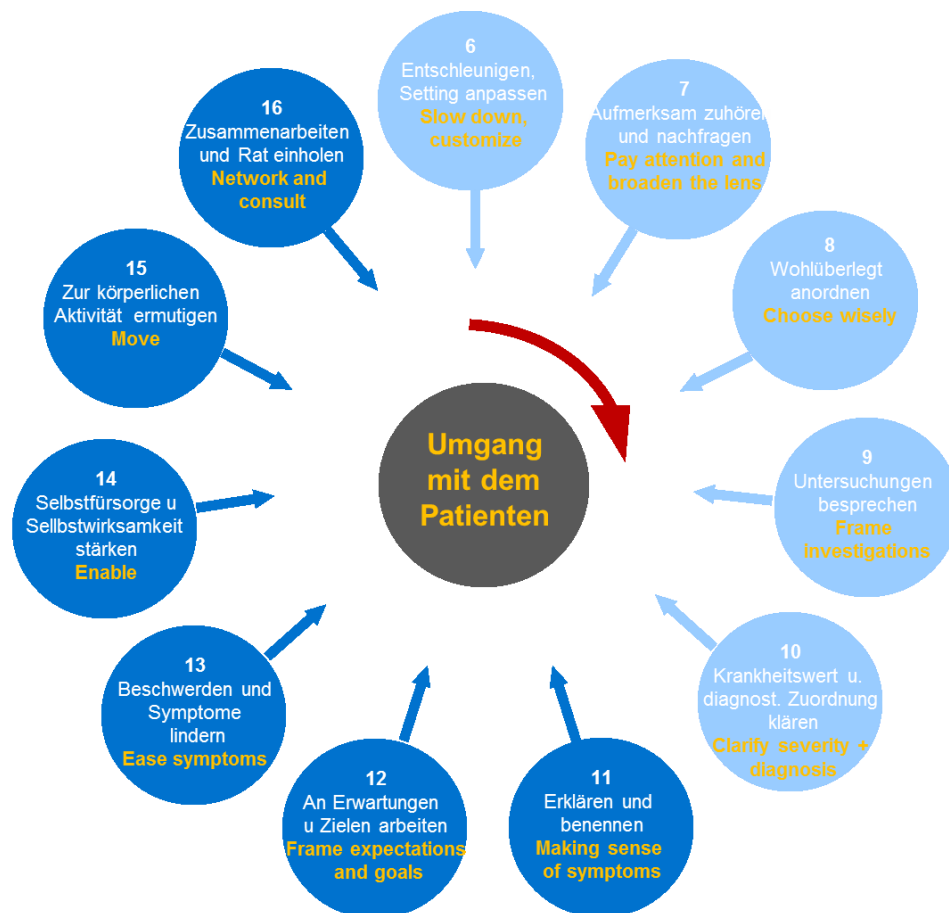 6
Entschleunigen,
Setting anpassen
Slow down,
customize
7
Aufmerksam zuhören
und nachfragen
Pay attention and
broaden the lens
8
Wohlüberlegt
anordnen
Choose wisely
9
Untersuchungen
besprechen
Frame
investigations
10
Krankheitswert u.
diagnost. Zuordnung
klären
Clarify severity +
diagnosis
11
Erklären und
benennen
Making sense
of symptoms
12
An Erwartungen
u Zielen arbeiten
Frame expectations
and goals
13
Beschwerden und
Symptome
lindern
Ease symptoms
14
Selbstfürsorge u
Sellbstwirksamkeit
stärken
Enable
15
Zur körperlichen
Aktivität ermutigen
Move
16
Zusammenarbeiten
und Rat einholen
Network and
consult
Umgang
mit dem
Patienten